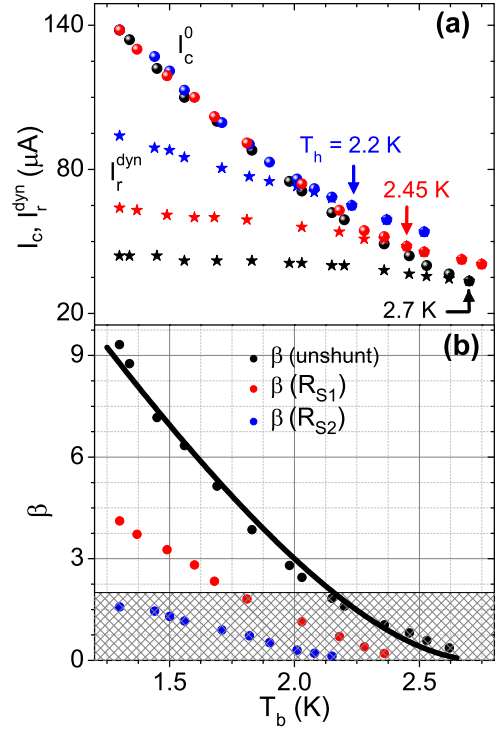 (a)
140
80
20
I_c, I_r^dyn (μA)
I_c^0
I_r^dyn
T_h = 2.2 K
2.45 K
2.7 K
(b)
β (unshunt)
β (R_S1)
β (R_S2)
9
6
3
0
β
1.5 2.0 2.5
T_b (K)